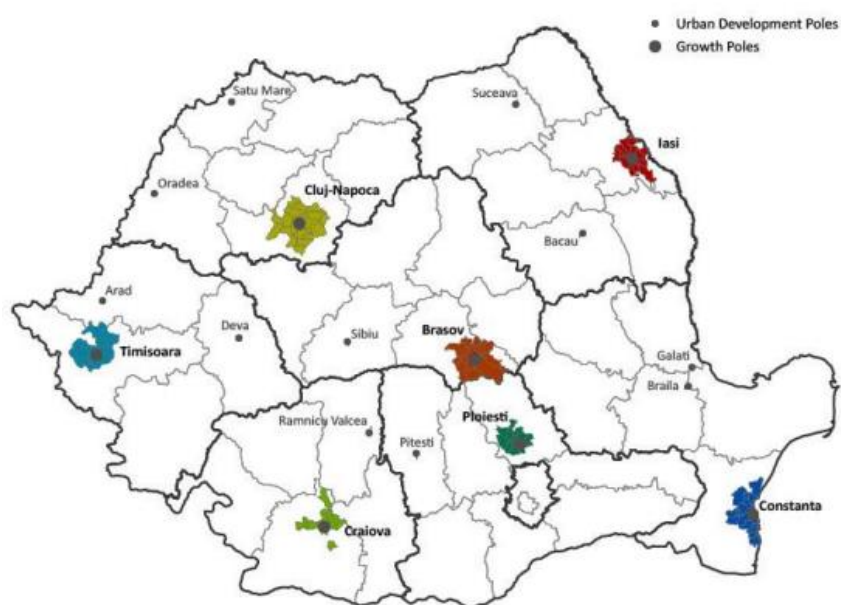 Urban Development Poles
Growth Poles
Satu Mare
Suceava
Iasi
Oradea
Cluj-Napoca
Bacau
Arad
Deva
Sibiu
Brasov
Timisoara
Galati
Braila
Ramnicu Valcea
Ploiesti
Pitesti
Constanta
Craiova